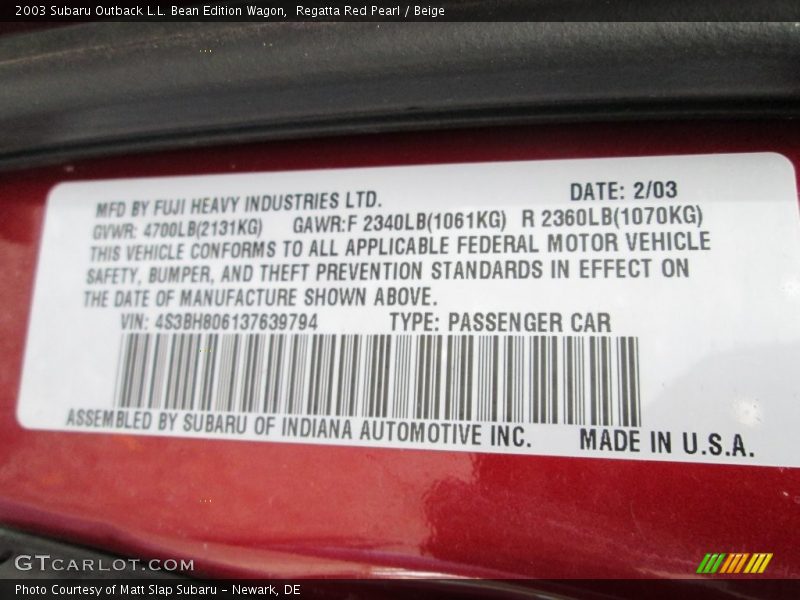 2003 Subaru Outback L.L. Bean Edition Wagon,  Regatta Red Pearl / Beige
MFD BY FUJI HEAVY INDUSTRIES LTD. DATE: 2/03
GVWR: 4700LB(2131KG) GAWR:F 2340LB(1061KG) R 2360LB(1070KG)
THIS VEHICLE CONFORMS TO ALL APPLICABLE FEDERAL MOTOR VEHICLE
SAFETY, BUMPER, AND THEFT PREVENTION STANDARDS IN EFFECT ON
THE DATE OF MANUFACTURE SHOWN ABOVE.
VIN: 4S3BH806137639794 TYPE: PASSENGER CAR
ASSEMBLED BY SUBARU OF INDIANA AUTOMOTIVE INC. MADE IN U.S.A.
GTCARLOT.COM
Photo Courtesy of Matt Slap Subaru - Newark, DE